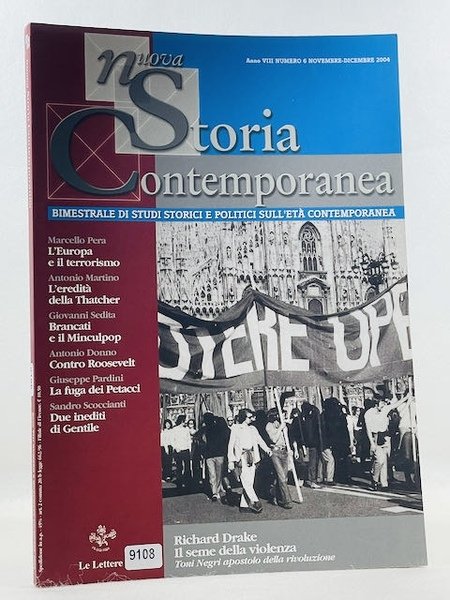 Anno VIII NUMERO 6 NOVEMBRE-DICEMBRE 2004
nuova
Storia
Contemporanea
BIMESTRALE DI STUDI STORICI E POLITICI SULL'ETÀ CONTEMPORANEA
Marcello Pera
L'Europa
e il terrorismo
Antonio Martino
L'eredità
della Thatcher
Giovanni Sedita
Brancati
e il Minculpop
Antonio Donno
Contro Roosevelt
Giuseppe Pardini
La fuga dei Petacci
Sandro Scoccianti
Due inediti
di Gentile
OTERE OPE
Richard Drake
Il seme della violenza
Toni Negri apostolo della rivoluzione
Le Lettere
9108